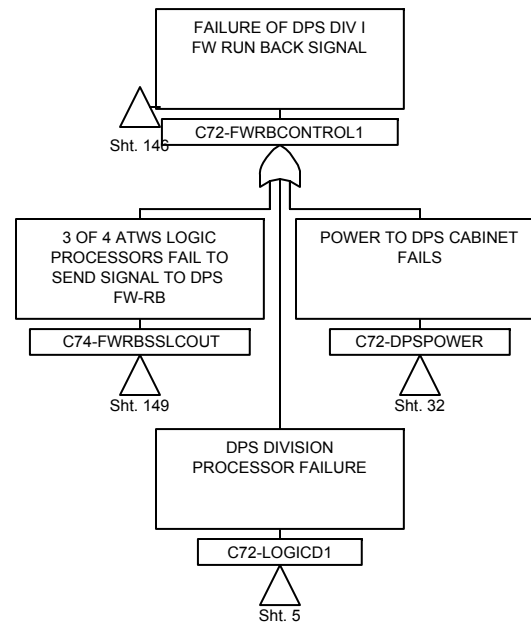 FAILURE OF DPS DIV I
FW RUN BACK SIGNAL
C72-FWRBCONTROL1
Sht. 146
3 OF 4 ATWS LOGIC
PROCESSORS FAIL TO
SEND SIGNAL TO DPS
FW-RB
C74-FWRBSSLCOUT
Sht. 149
POWER TO DPS CABINET
FAILS
C72-DPSPOWER
Sht. 32
DPS DIVISION
PROCESSOR FAILURE
C72-LOGICD1
Sht. 5